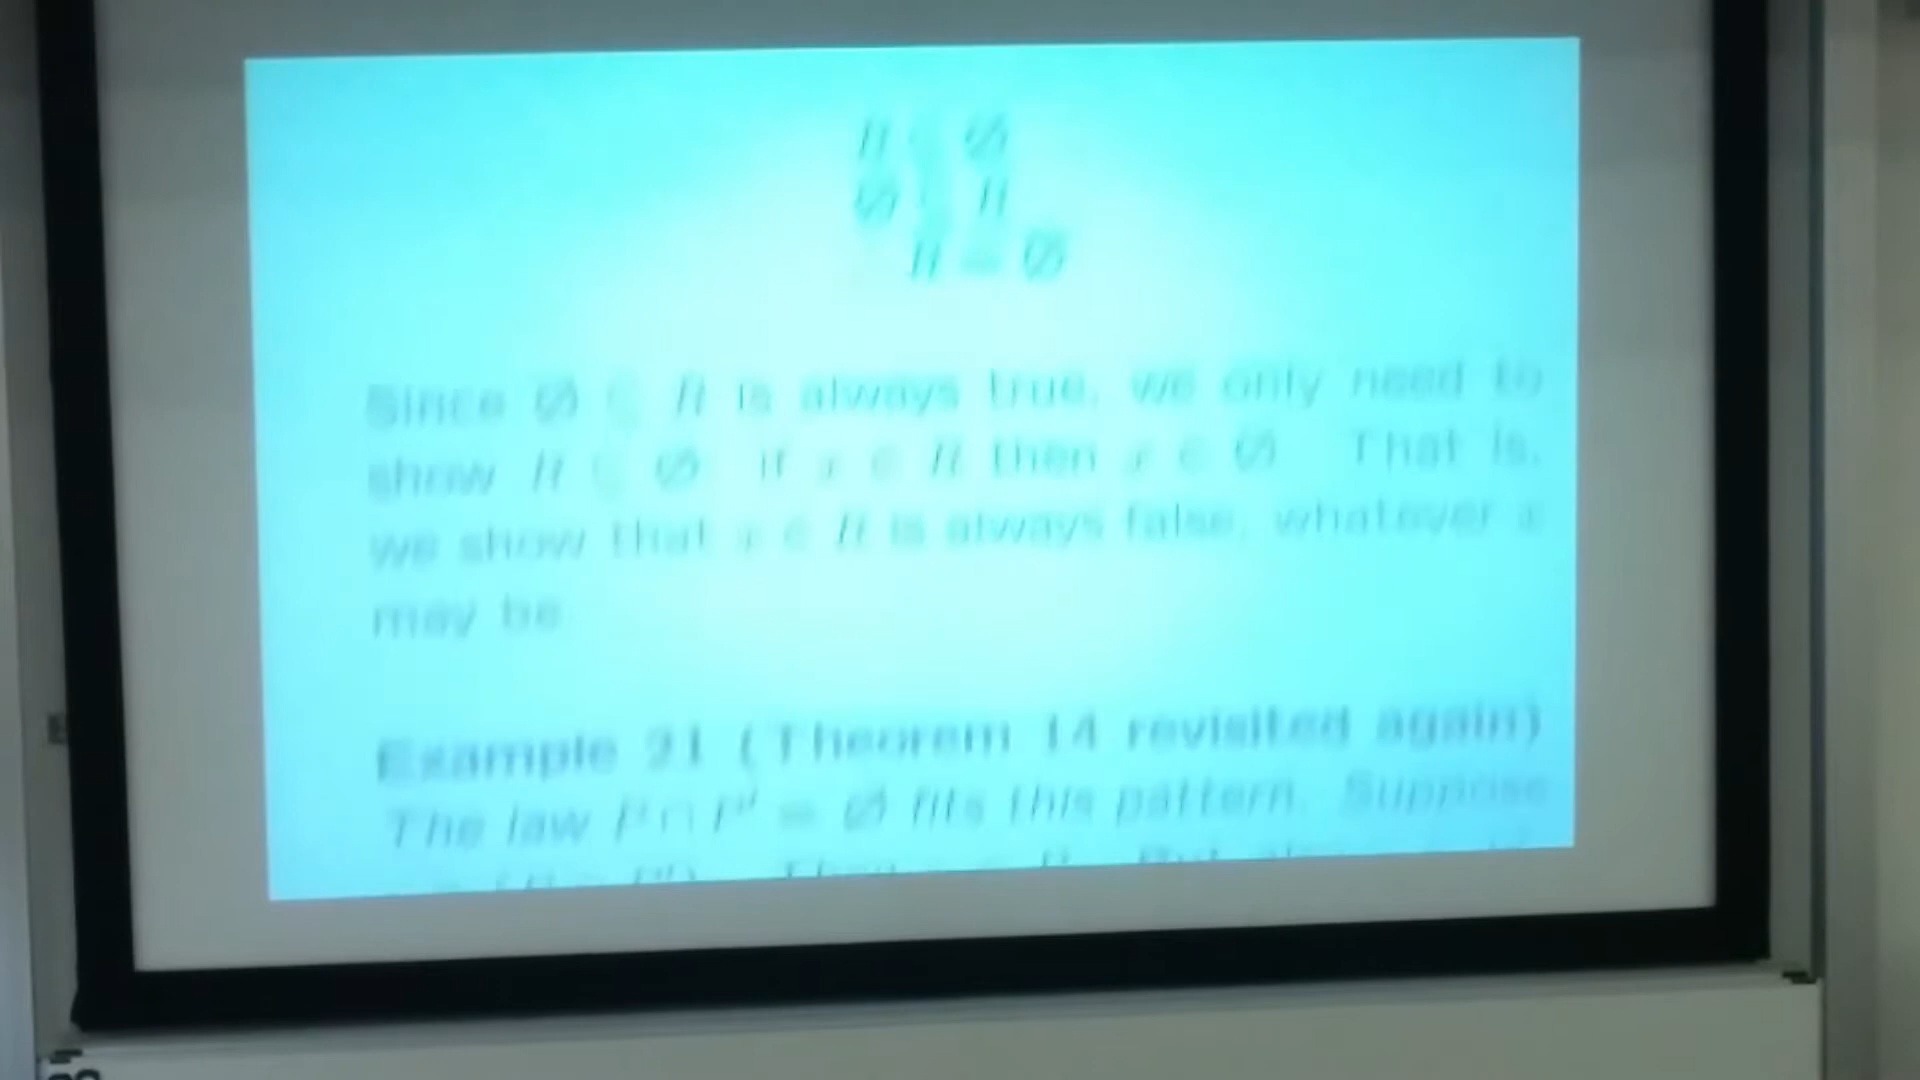 R ⊆ ∅
∅ ⊆ R
R = ∅
Since ∅ ⊆ R is always true, we only need to
show R ⊆ ∅ if x ∈ R then x ∈ ∅ That is,
we show that x ∈ R is always false, whatever x
may be
Example 21 (Theorem 14 revisited again)
The law P ∩ P′ = ∅ fits this pattern. Suppose